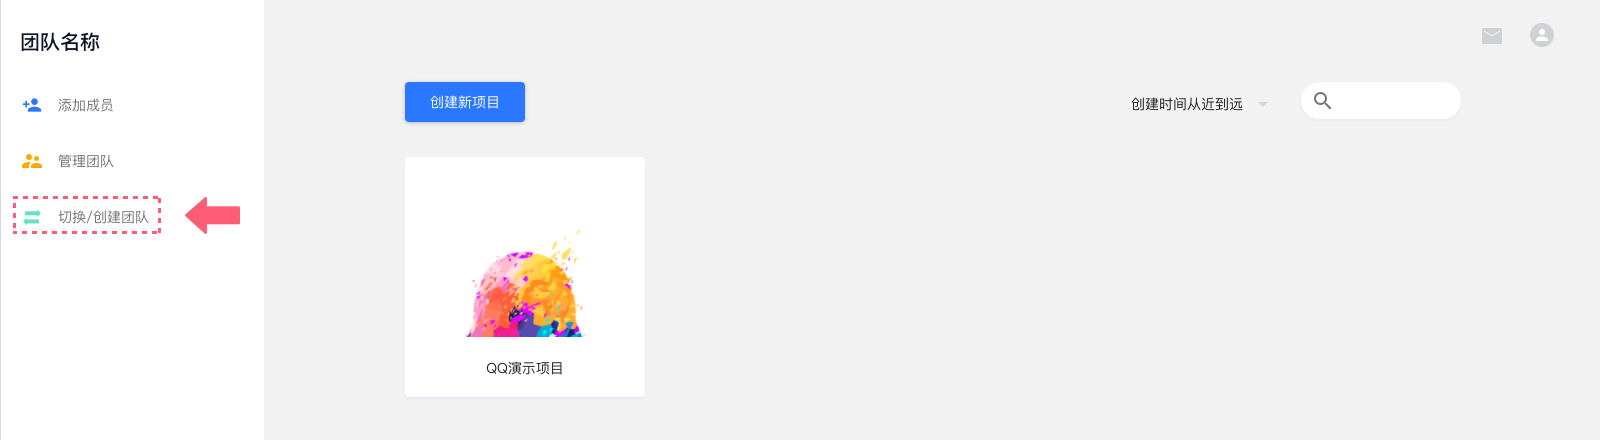 团队名称
添加成员
管理团队
切换/创建团队
创建新项目
创建时间从近到远
QQ演示项目